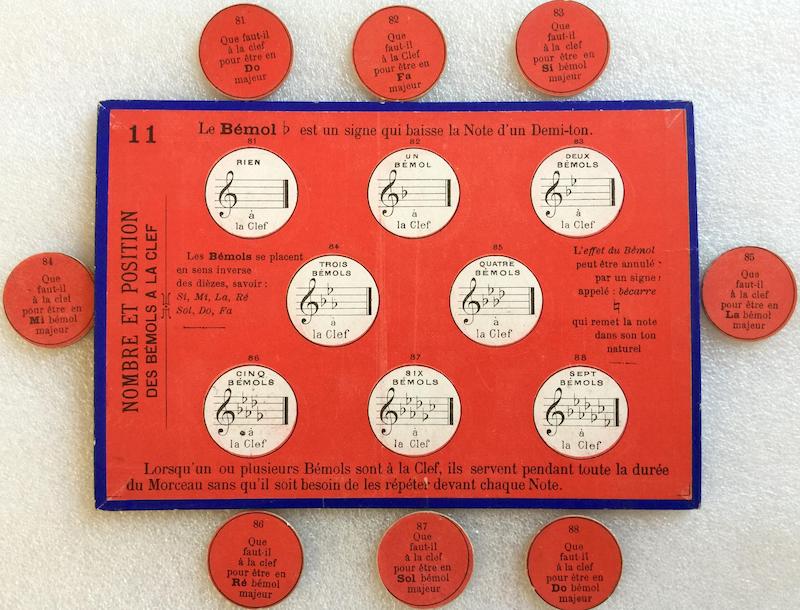 81
Que faut-il
à la clef
pour être en
Do
majeur
82
Que
faut-il
à la Clef
pour être en
Fa
majeur
83
Que
faut-il
à la clef
pour être en
Si bémol
majeur
11
Le Bémol ♭ est un signe qui baisse la Note d'un Demi-ton.
NOMBRE ET POSITION
DES BÉMOLS A LA CLEF
81
RIEN
à
la Clef
82
UN
BÉMOL
à
la Clef
83
DEUX
BÉMOLS
à
la Clef
84
Que
faut-il
à la clef
pour être en
Mi bémol
majeur
Les Bémols se placent
en sens inverse
des dièzes, savoir :
Si, Mi, La, Ré
Sol, Do, Fa
84
TROIS
BÉMOLS
à
la Clef
85
QUATRE
BÉMOLS
à
la Clef
L'effet du Bémol
peut être annulé
par un signe
appelé : bécarre
♮
qui remet la note
dans son ton
naturel
85
Que
faut-il
à la clef
pour être en
La bémol
majeur
86
CINQ
BÉMOLS
à
la Clef
87
SIX
BÉMOLS
à
la Clef
88
SEPT
BÉMOLS
à
la Clef
Lorsqu'un ou plusieurs Bémols sont à la Clef, ils servent pendant toute la durée
du Morceau sans qu'il soit besoin de les répéter devant chaque Note.
86
Que
faut-il
à la clef
pour être en
Ré bémol
majeur
87
Que
faut-il
à la clef
pour être en
Sol bémol
majeur
88
Que
faut-il
à la clef
pour être en
Do bémol
majeur